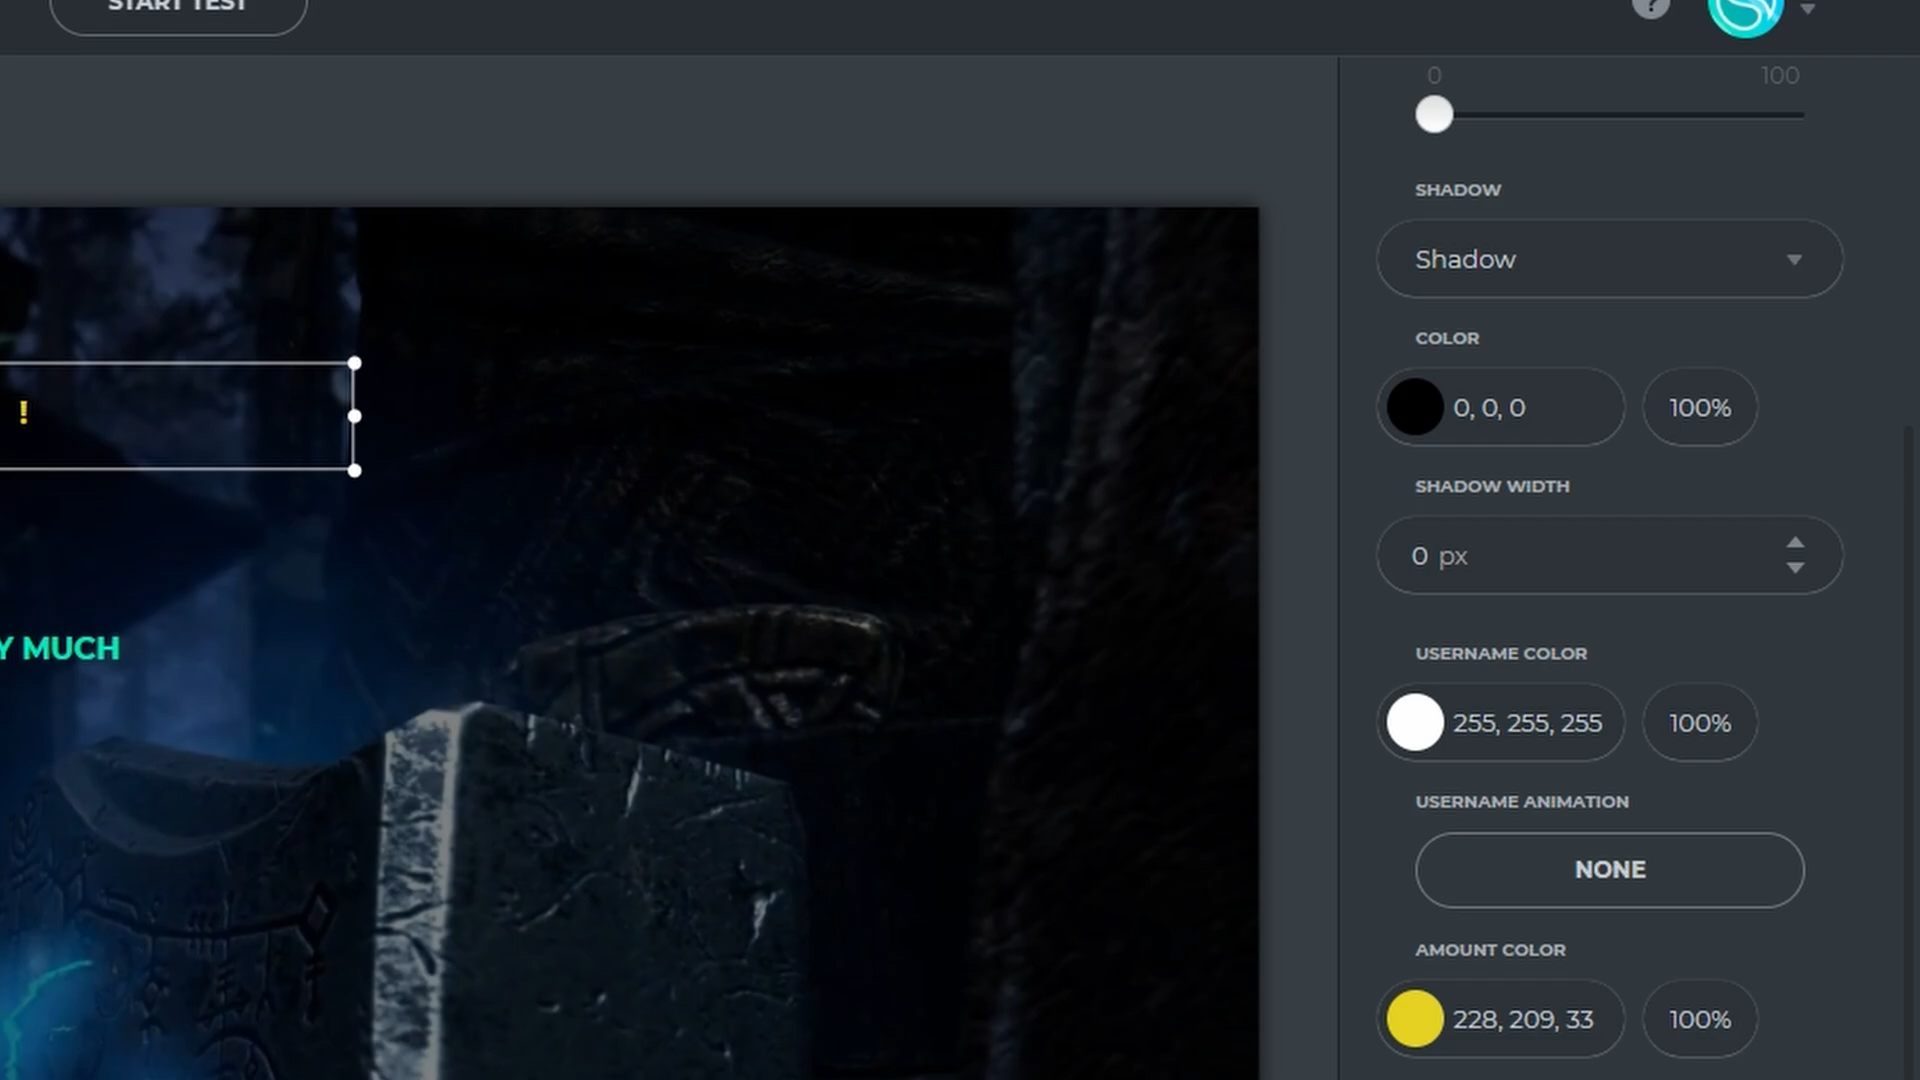 START TEST
?
0 100
SHADOW
Shadow
COLOR
0, 0, 0 100%
!
SHADOW WIDTH
0 px
Y MUCH
USERNAME COLOR
255, 255, 255 100%
USERNAME ANIMATION
NONE
AMOUNT COLOR
228, 209, 33 100%